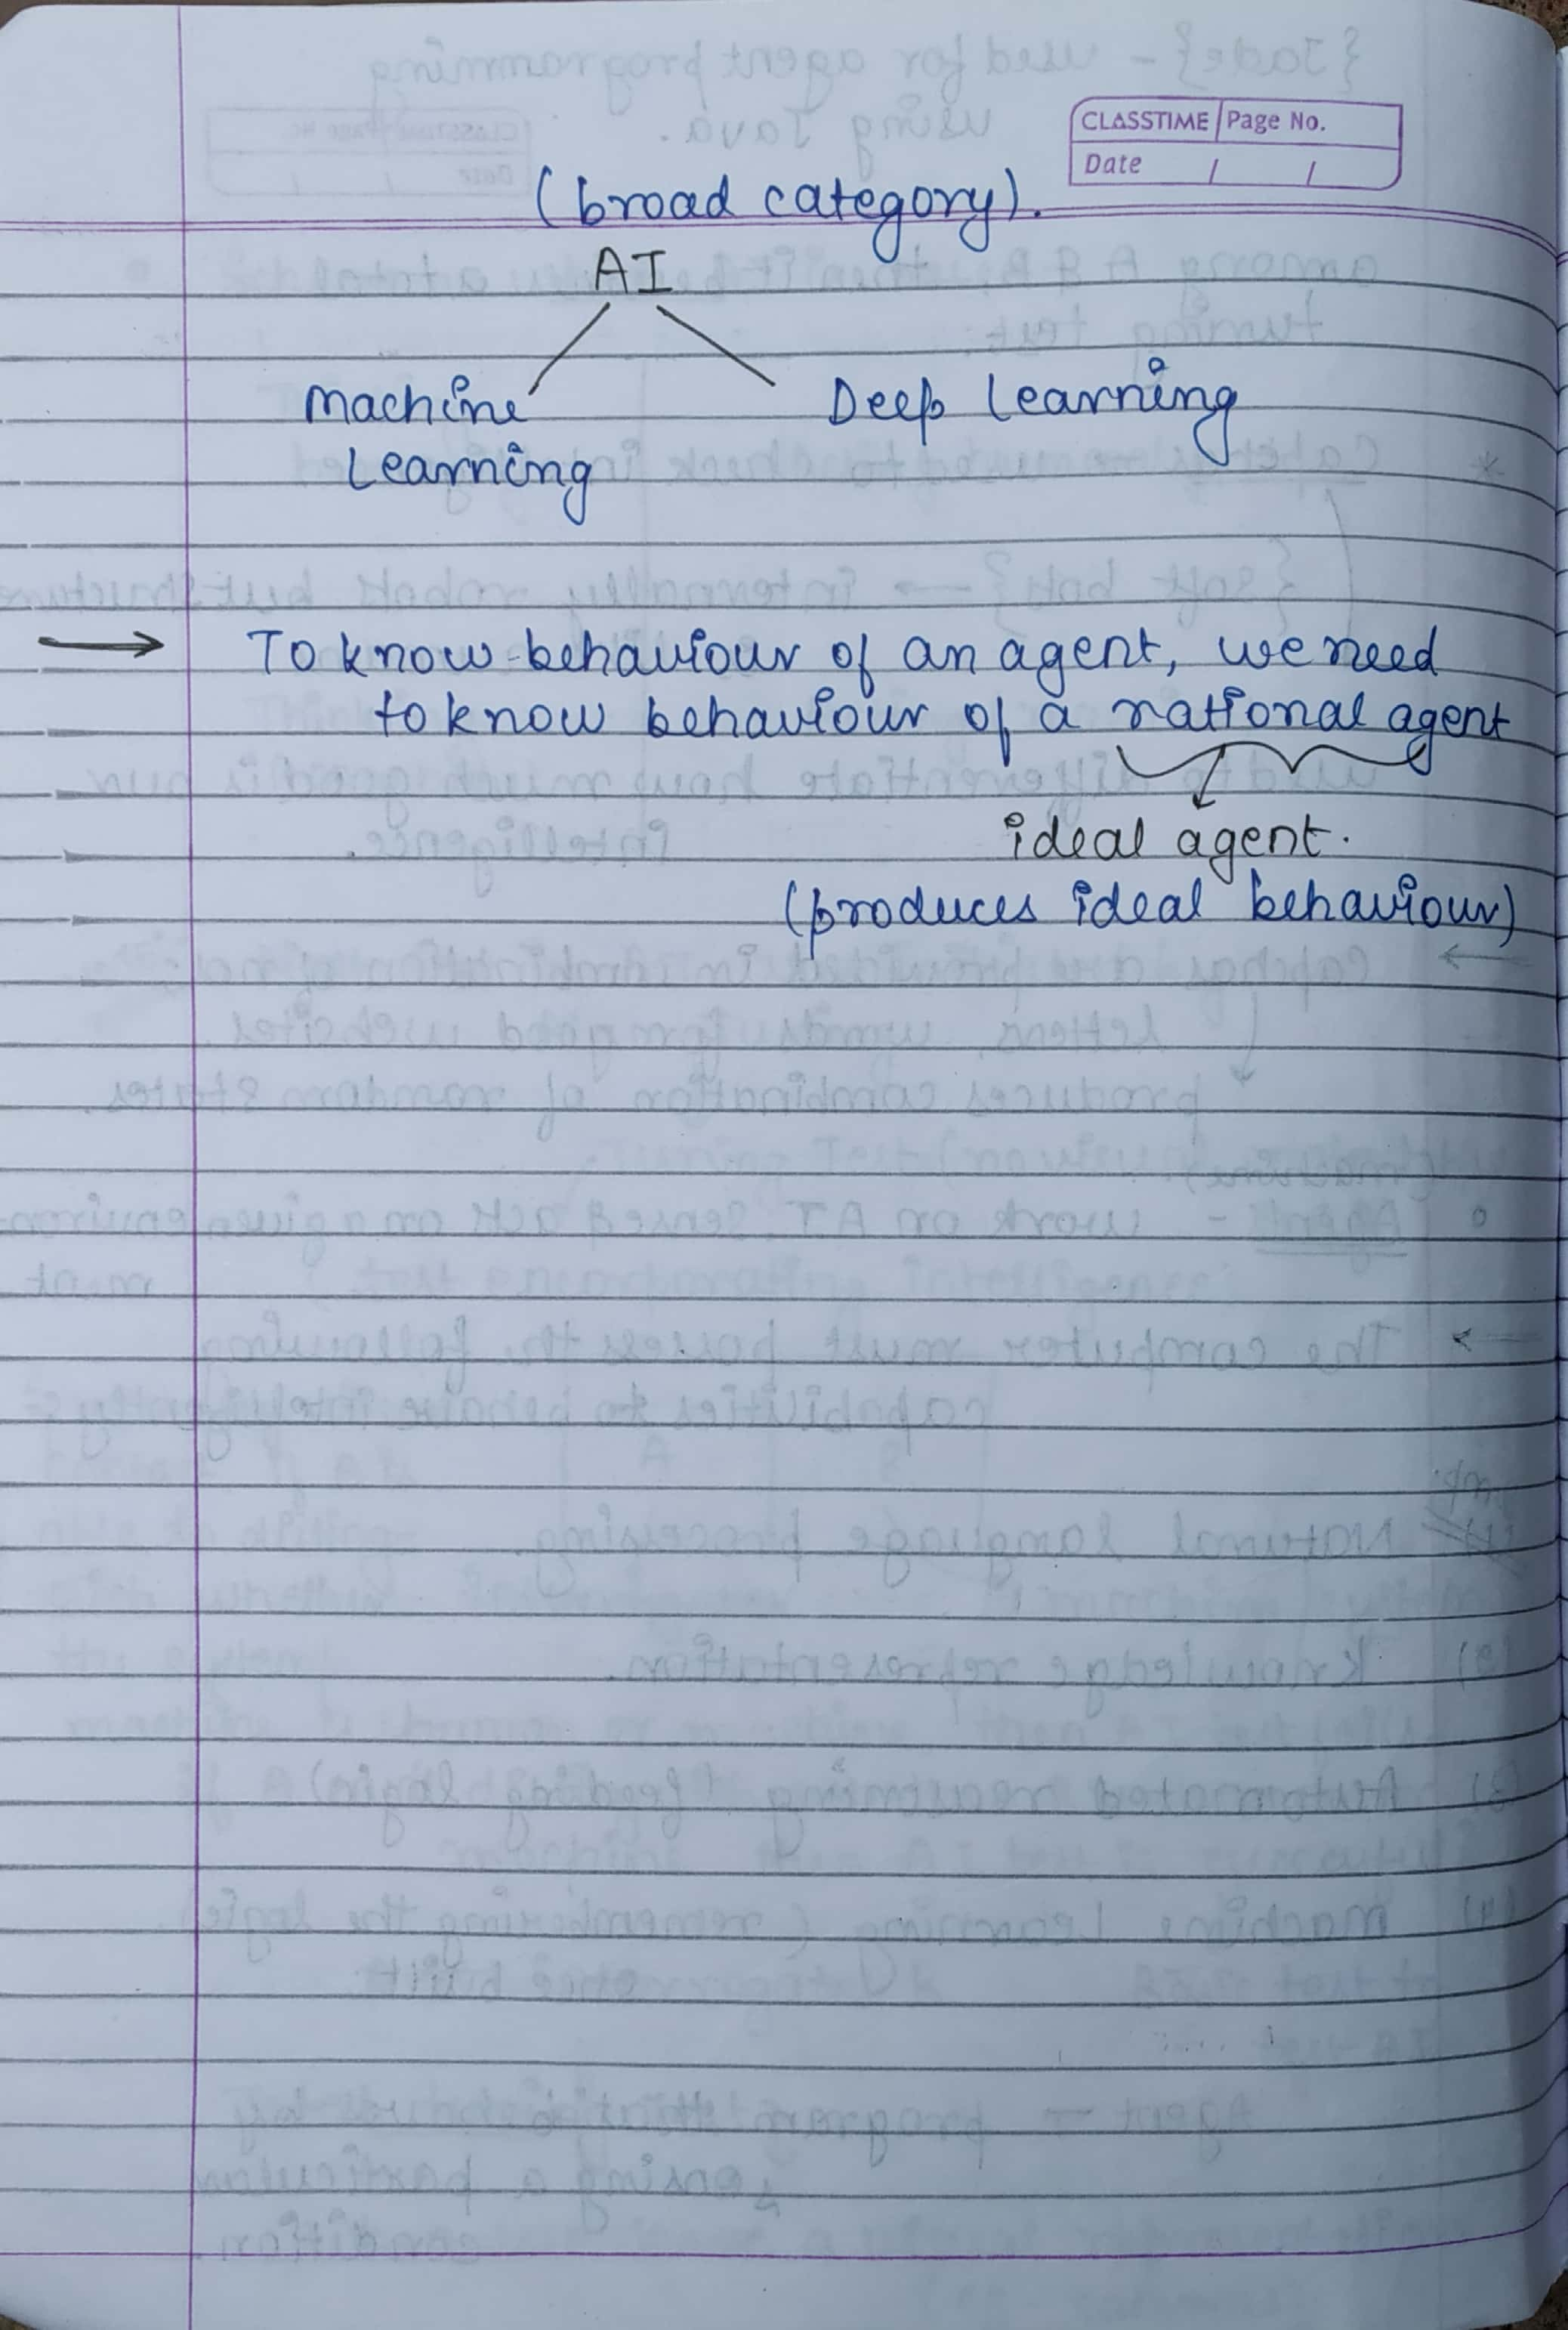 CLASSTIME Page No.
Date / /
(broad category).
AI
Machine Deep Learning
Learning
→ To know behaviour of an agent, we need
to know behaviour of a rational agent
ideal agent.
(produces ideal behaviour)